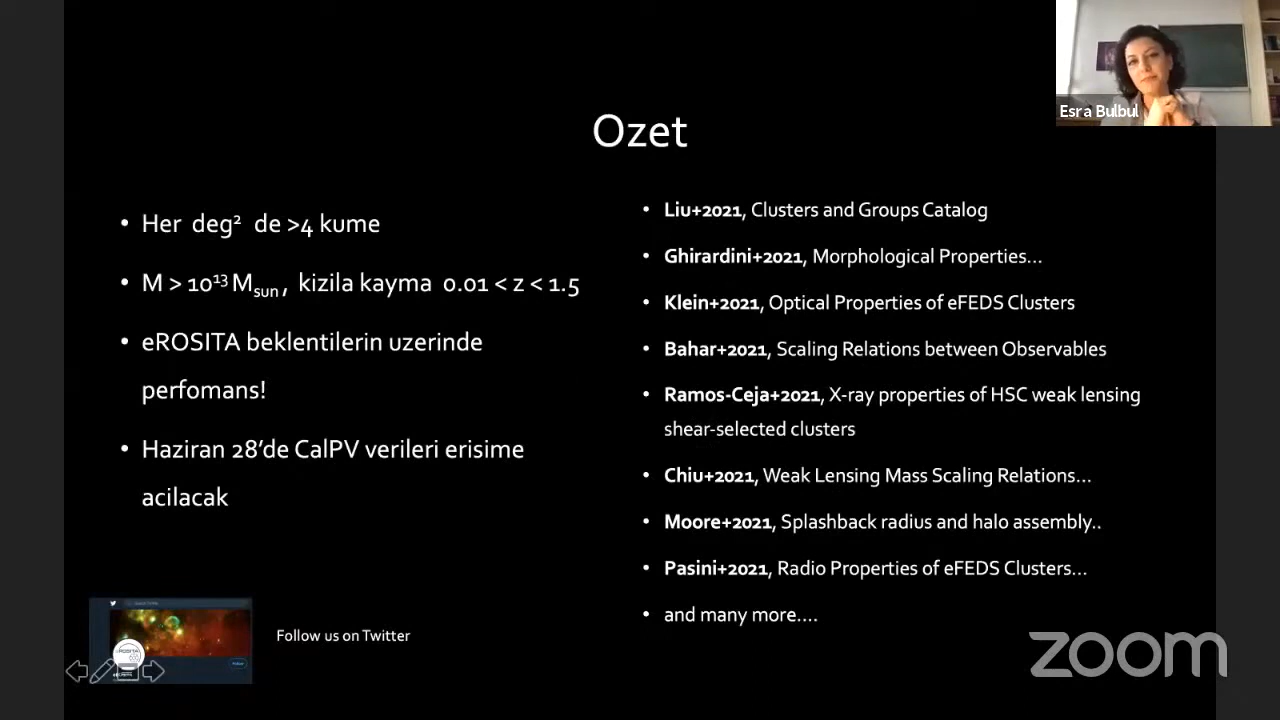 Esra Bulbul
Ozet
• Her deg² de >4 kume
• M > 10¹³ Msun, kizila kayma 0.01 < z < 1.5
• eROSITA beklentilerin uzerinde
perfomans!
• Haziran 28’de CalPV verileri erisime
acilacak
• Liu+2021, Clusters and Groups Catalog
• Ghirardini+2021, Morphological Properties…
• Klein+2021, Optical Properties of eFEDS Clusters
• Bahar+2021, Scaling Relations between Observables
• Ramos-Ceja+2021, X-ray properties of HSC weak lensing
shear-selected clusters
• Chiu+2021, Weak Lensing Mass Scaling Relations…
• Moore+2021, Splashback radius and halo assembly..
• Pasini+2021, Radio Properties of eFEDS Clusters…
• and many more….
Follow us on Twitter
zoom